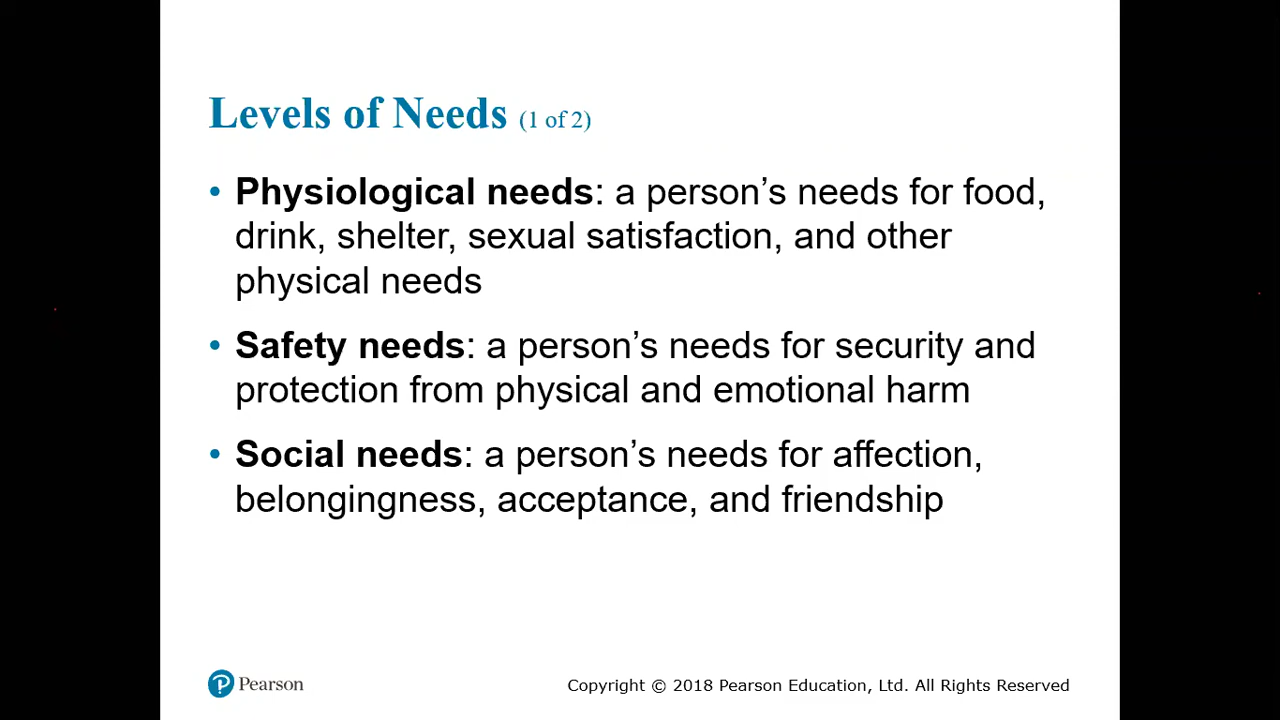 Levels of Needs (1 of 2)
• Physiological needs: a person’s needs for food,
drink, shelter, sexual satisfaction, and other
physical needs
• Safety needs: a person’s needs for security and
protection from physical and emotional harm
• Social needs: a person’s needs for affection,
belongingness, acceptance, and friendship
Pearson
Copyright © 2018 Pearson Education, Ltd. All Rights Reserved